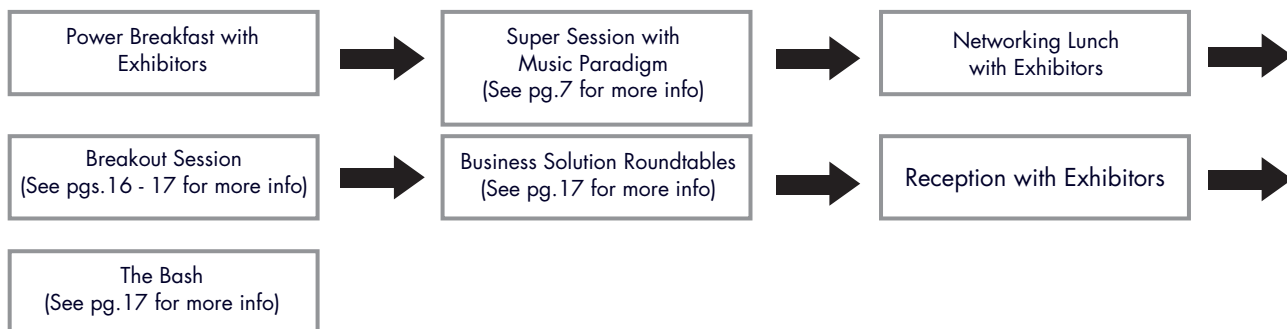 Power Breakfast with
Exhibitors
Super Session with
Music Paradigm
(See pg.7 for more info)
Networking Lunch
with Exhibitors
Breakout Session
(See pgs.16 - 17 for more info)
Business Solution Roundtables
(See pg.17 for more info)
Reception with Exhibitors
The Bash
(See pg.17 for more info)